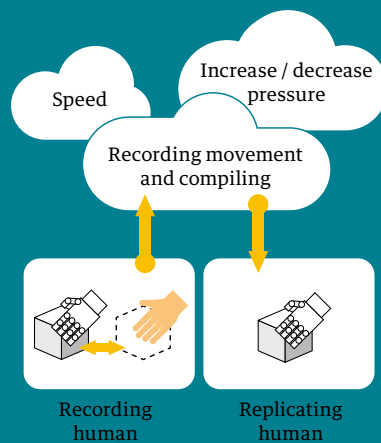 Speed
Increase / decrease
pressure
Recording movement
and compiling
Recording
human
Replicating
human